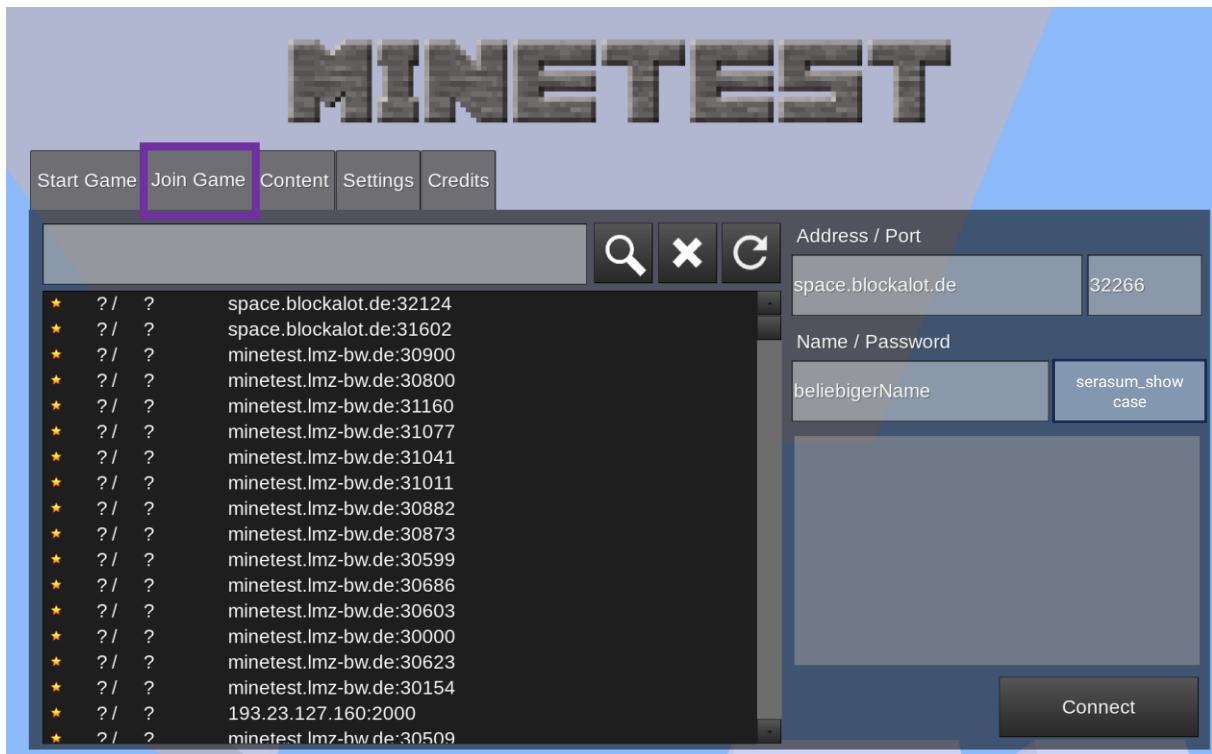 MINETEST
Start Game Join Game Content Settings Credits
Address / Port
space.blockalot.de 32266
Name / Password
beliebigerName serasum_show
case
? / ? space.blockalot.de:32124
? / ? space.blockalot.de:31602
? / ? minetest.lmz-bw.de:30900
? / ? minetest.lmz-bw.de:30800
? / ? minetest.lmz-bw.de:31160
? / ? minetest.lmz-bw.de:31077
? / ? minetest.lmz-bw.de:31041
? / ? minetest.lmz-bw.de:31011
? / ? minetest.lmz-bw.de:30882
? / ? minetest.lmz-bw.de:30873
? / ? minetest.lmz-bw.de:30599
? / ? minetest.lmz-bw.de:30686
? / ? minetest.lmz-bw.de:30603
? / ? minetest.lmz-bw.de:30000
? / ? minetest.lmz-bw.de:30623
? / ? minetest.lmz-bw.de:30154
? / ? 193.23.127.160:2000
? / ? minetest.lmz-bw.de:30509
Connect